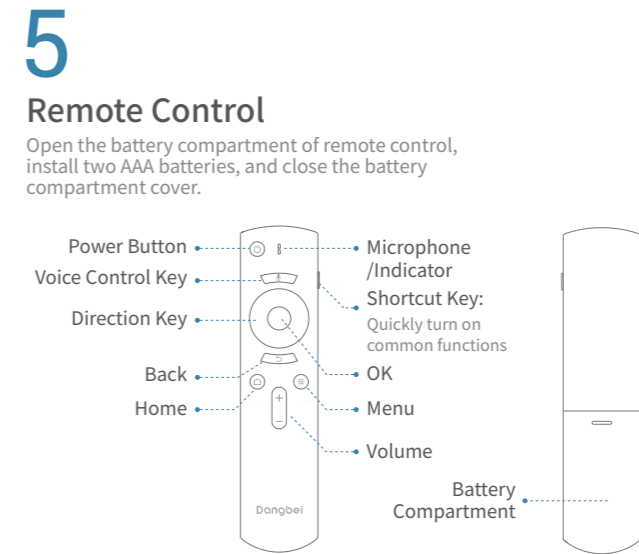 5
Remote Control
Open the battery compartment of remote control,
install two AAA batteries, and close the battery
compartment cover.
Power Button
Voice Control Key
Direction Key
Back
Home
Microphone
/Indicator
Shortcut Key:
Quickly turn on
common functions
OK
Menu
Volume
+
−
Dangbei
Battery
Compartment